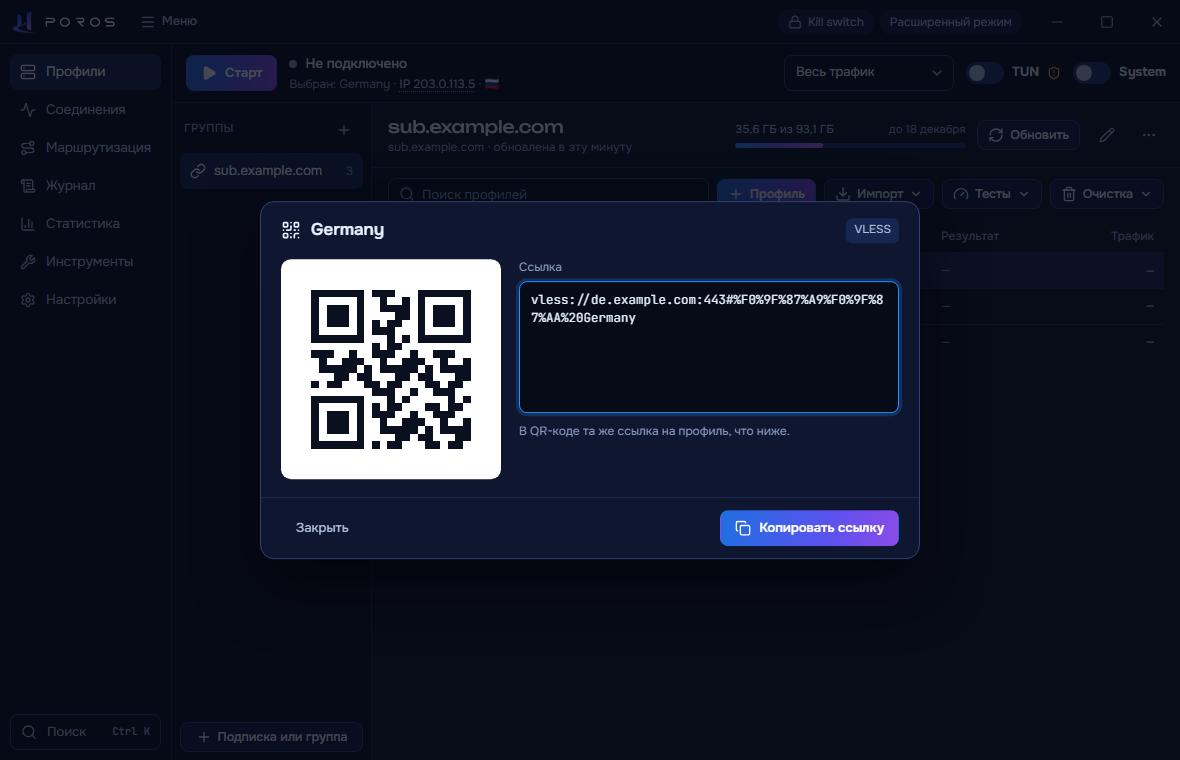 POROS
Меню
Kill switch
Расширенный режим
Профили
Соединения
Маршрутизация
Журнал
Статистика
Инструменты
Настройки
Поиск
Ctrl K
Старт
Не подключено
Выбран: Germany · IP 203.0.113.5 ·
Весь трафик
TUN
System
ГРУППЫ
sub.example.com
3
Подписка или группа
sub.example.com
sub.example.com · обновлена в эту минуту
35,6 ГБ из 93,1 ГБ
до 18 декабря
Обновить
Поиск профилей
Профиль
Импорт
Тесты
Очистка
Результат
Трафик
—
—
—
—
—
—
Germany
VLESS
Ссылка
vless://de.example.com:443#%F0%9F%87%A9%F0%9F%8
7%AA%20Germany
В QR-коде та же ссылка на профиль, что ниже.
Закрыть
Копировать ссылку